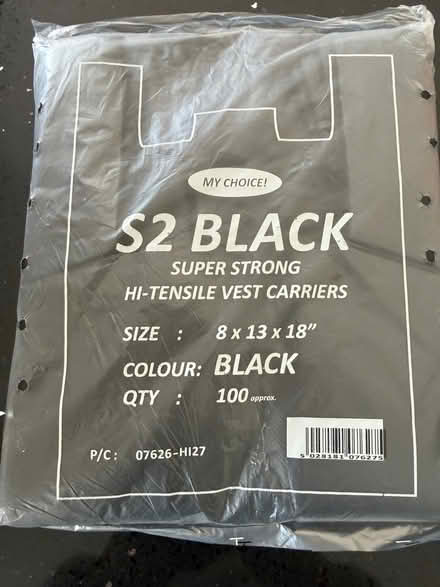 MY CHOICE!
S2 BLACK
SUPER STRONG
HI-TENSILE VEST CARRIERS
SIZE : 8 x 13 x 18”
COLOUR: BLACK
QTY : 100 approx.
P/C : 07626-HI27
5 028181 076275